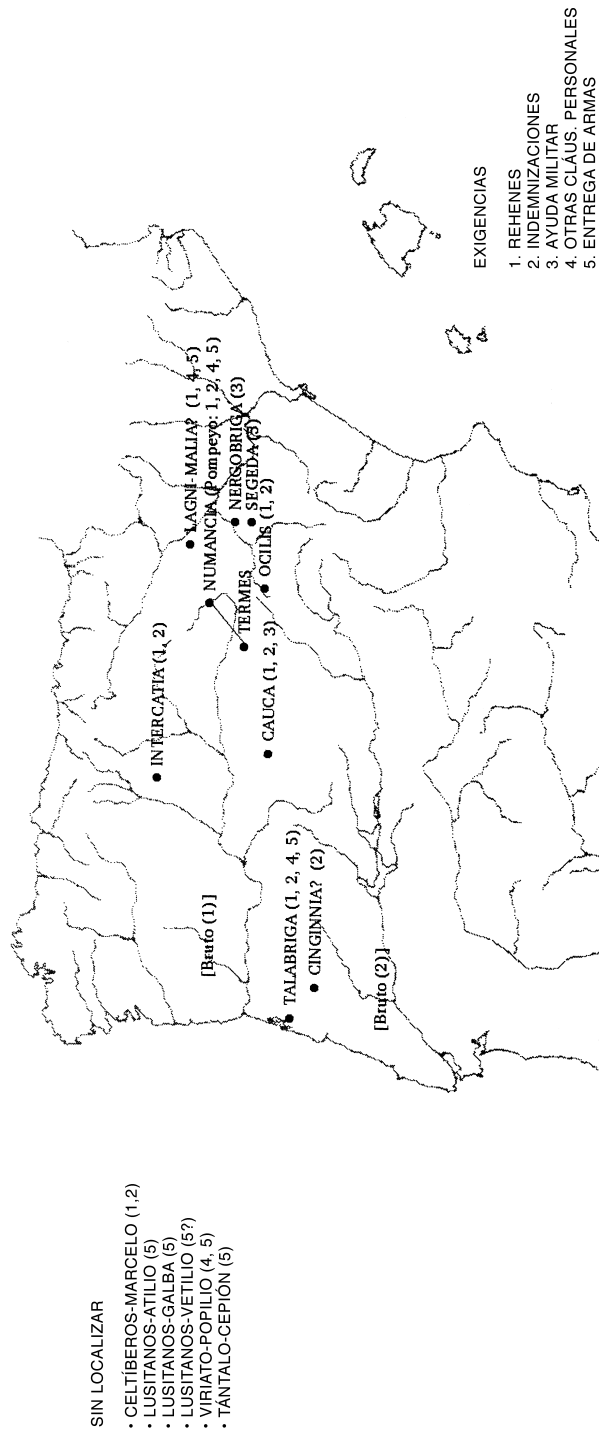 SIN LOCALIZAR
• CELTÍBEROS-MARCELO (1,2)
• LUSITANOS-ATILIO (5)
• LUSITANOS-GALBA (5)
• LUSITANOS-VETILIO (5?)
• VIRIATO-POPILIO (4, 5)
• TÁNTALO-CEPIÓN (5)
INTERCATIA (1, 2)
LAGNI-MALIA? (1, 4, 5)
NUMANCIA (Pompeyo: 1, 2, 4, 5)
NERGOBRIGA (3)
TERMES
SEGEDA (5)
OCILIS (1, 2)
CAUCA (1, 2, 3)
[Bruto (1)]
TALABRIGA (1, 2, 4, 5)
CINGINNIA? (2)
[Bruto (2)]
EXIGENCIAS
1. REHENES
2. INDEMNIZACIONES
3. AYUDA MILITAR
4. OTRAS CLÁUS. PERSONALES
5. ENTREGA DE ARMAS